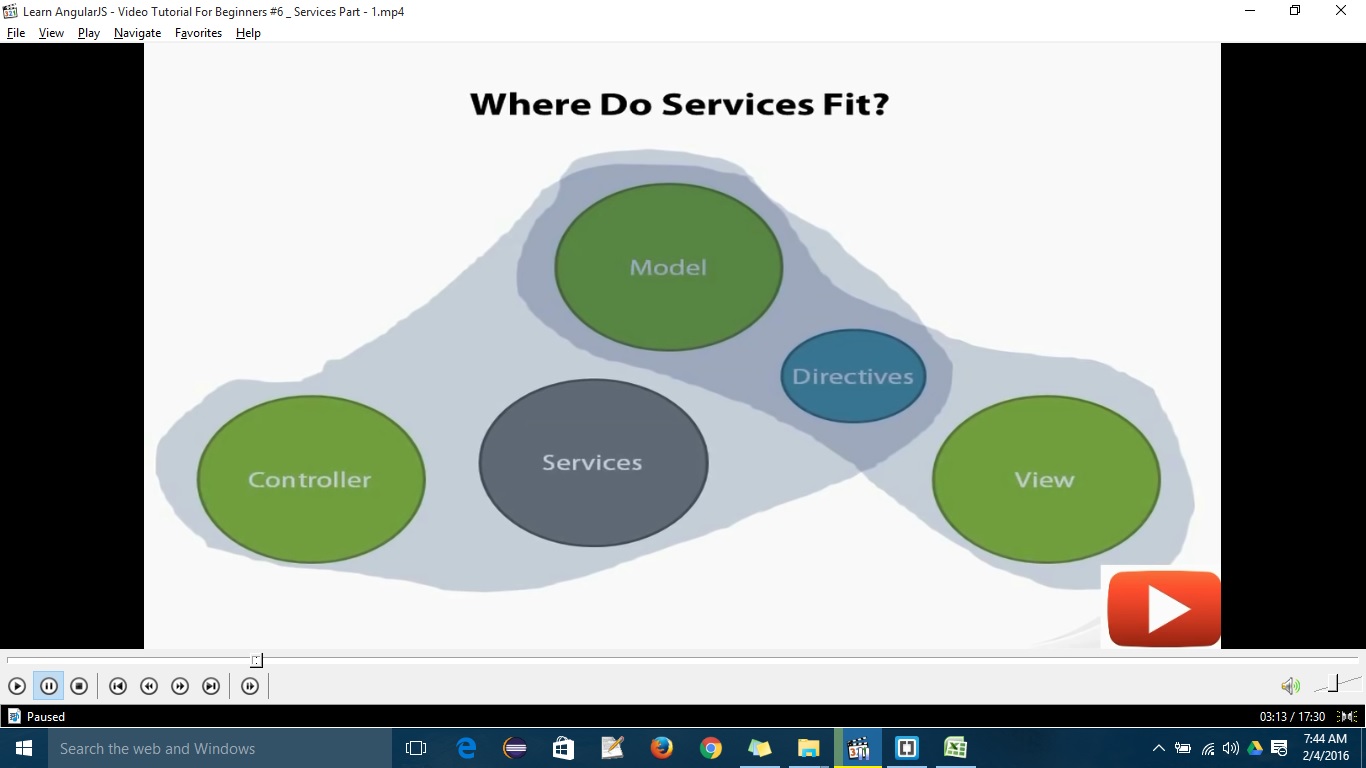 Learn AngularJS - Video Tutorial For Beginners #6 _ Services Part - 1.mp4
File View Play Navigate Favorites Help
Where Do Services Fit?
Model
Directives
Services
Controller
View
Paused
03:13 / 17:30
Search the web and Windows
7:44 AM
2/4/2016